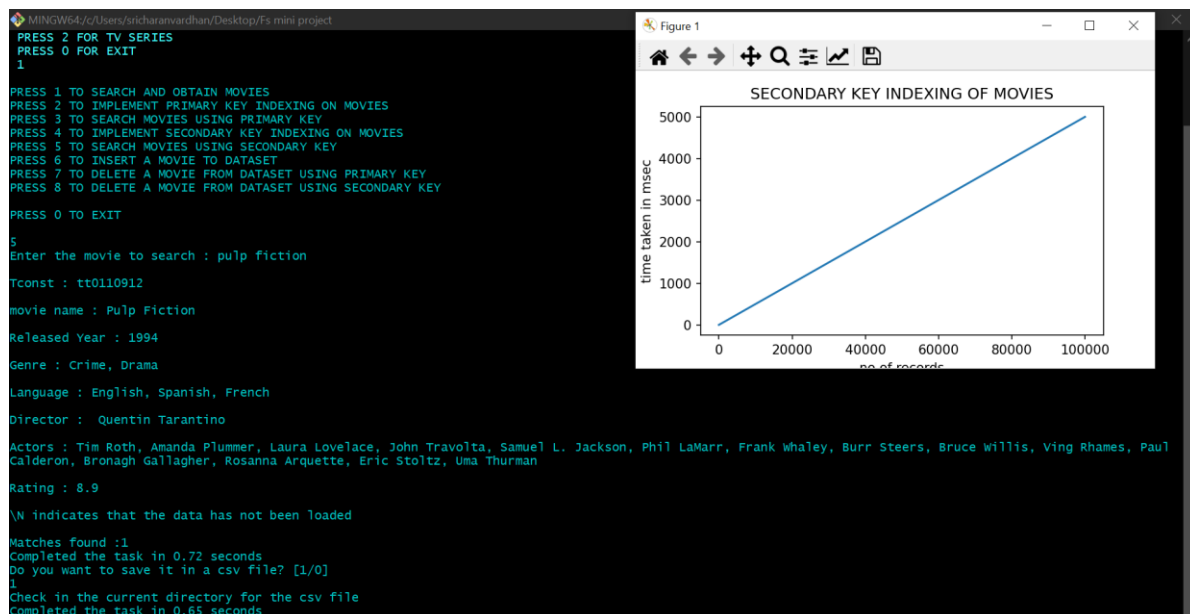 MINGW64:/c/Users/sricharanvardhan/Desktop/Fs mini project
PRESS 2 FOR TV SERIES
PRESS 0 FOR EXIT
1
PRESS 1 TO SEARCH AND OBTAIN MOVIES
PRESS 2 TO IMPLEMENT PRIMARY KEY INDEXING ON MOVIES
PRESS 3 TO SEARCH MOVIES USING PRIMARY KEY
PRESS 4 TO IMPLEMENT SECONDARY KEY INDEXING ON MOVIES
PRESS 5 TO SEARCH MOVIES USING SECONDARY KEY
PRESS 6 TO INSERT A MOVIE TO DATASET
PRESS 7 TO DELETE A MOVIE FROM DATASET USING PRIMARY KEY
PRESS 8 TO DELETE A MOVIE FROM DATASET USING SECONDARY KEY
PRESS 0 TO EXIT
5
Enter the movie to search : pulp fiction
Tconst : tt0110912
movie name : Pulp Fiction
Released Year : 1994
Genre : Crime, Drama
Language : English, Spanish, French
Director :  Quentin Tarantino
Actors : Tim Roth, Amanda Plummer, Laura Lovelace, John Travolta, Samuel L. Jackson, Phil LaMarr, Frank Whaley, Burr Steers, Bruce Willis, Ving Rhames, Paul
Calderon, Bronagh Gallagher, Rosanna Arquette, Eric Stoltz, Uma Thurman
Rating : 8.9
\N indicates that the data has not been loaded
Matches found :1
Completed the task in 0.72 seconds
Do you want to save it in a csv file? [1/0]
1
Check in the current directory for the csv file
Completed the task in 0.65 seconds
Figure 1
SECONDARY KEY INDEXING OF MOVIES
time taken in msec
5000
4000
3000
2000
1000
0
0 20000 40000 60000 80000 100000
no of records